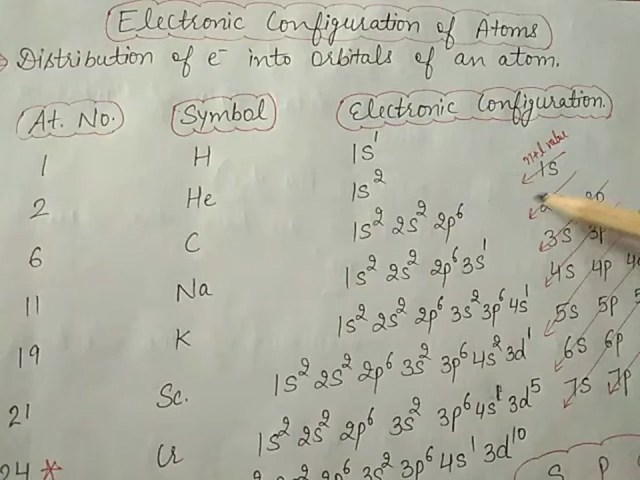 Electronic Configuration of Atoms
Distribution of e⁻ into orbitals of an atom.
At. No. Symbol Electronic Configuration.
n+l value
1 H 1s¹ 1s
2 He 1s²
6 C 1s² 2s² 2p⁶ 3s 3p
11 Na 1s² 2s² 2p⁶ 3s¹ 4s 4p
19 K 1s² 2s² 2p⁶ 3s² 3p⁶ 4s¹ 5s 5p
21 Sc. 1s² 2s² 2p⁶ 3s² 3p⁶ 4s² 3d¹ 6s 6p
24 * Cr 1s² 2s² 2p⁶ 3s² 3p⁶ 4s¹ 3d⁵ 7s 7p
2p⁶ 3s² 3p⁶ 4s¹ 3d¹⁰
S P